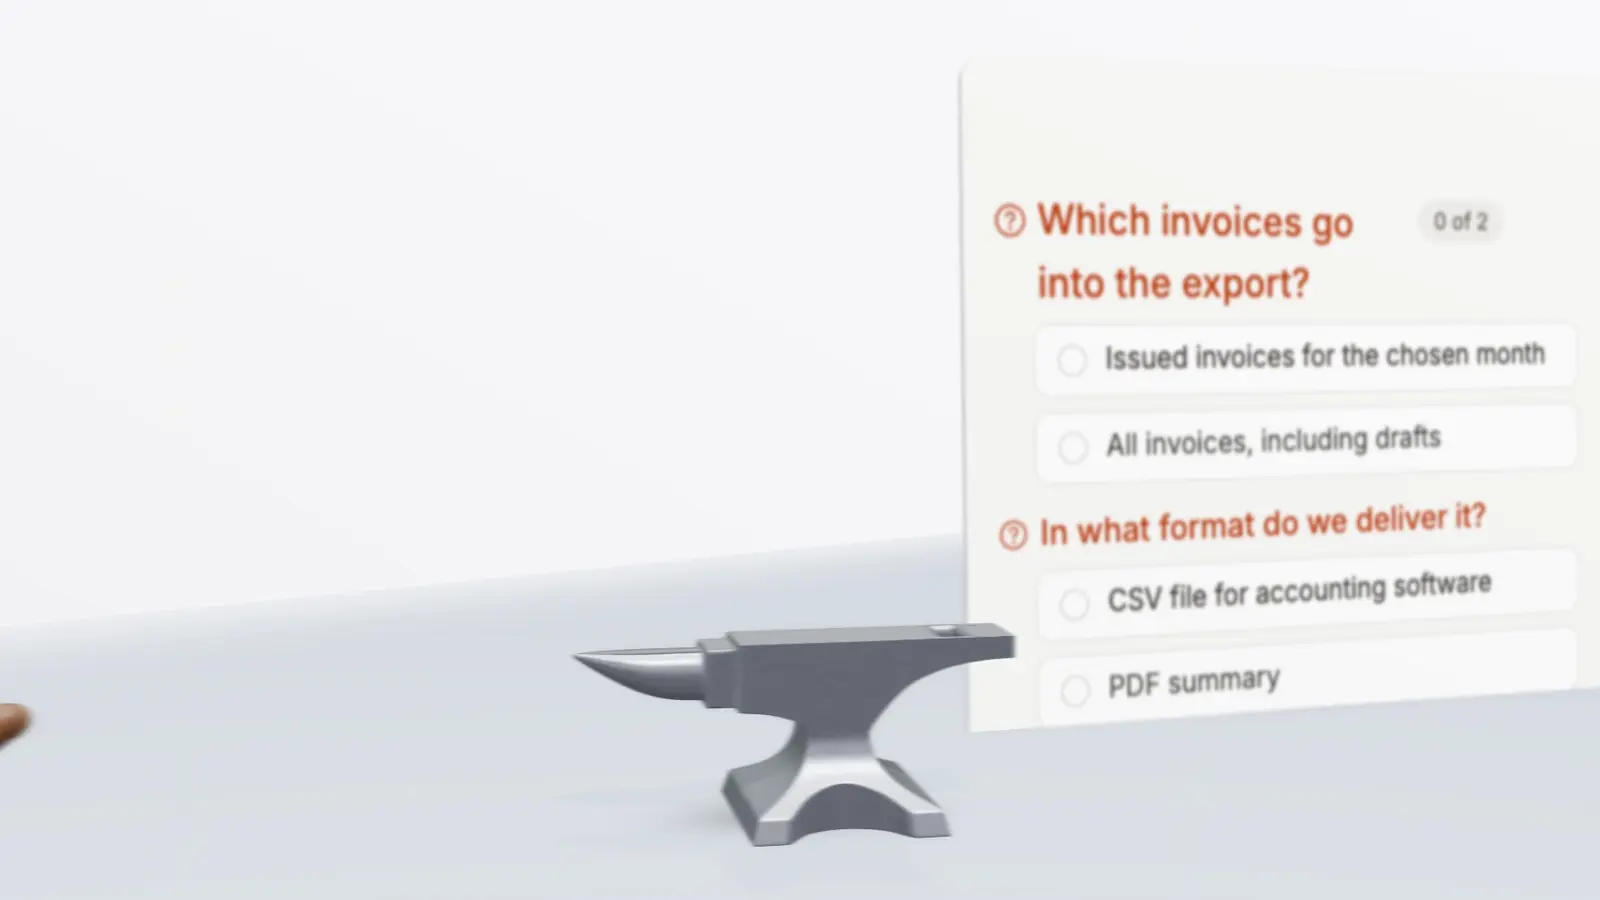 Which invoices go
into the export?
0 of 2
Issued invoices for the chosen month
All invoices, including drafts
In what format do we deliver it?
CSV file for accounting software
PDF summary